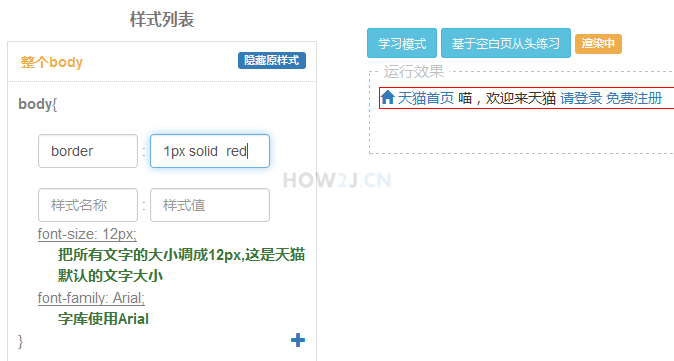 样式列表
整个body
隐藏原样式
body{
border : 1px solid  red
样式名称 : 样式值
font-size: 12px;
把所有文字的大小调成12px,这是天猫
默认的文字大小
font-family: Arial;
字库使用Arial
}
学习模式 基于空白页从头练习 渲染中
运行效果
天猫首页 喵，欢迎来天猫 请登录 免费注册
HOW2J.CN